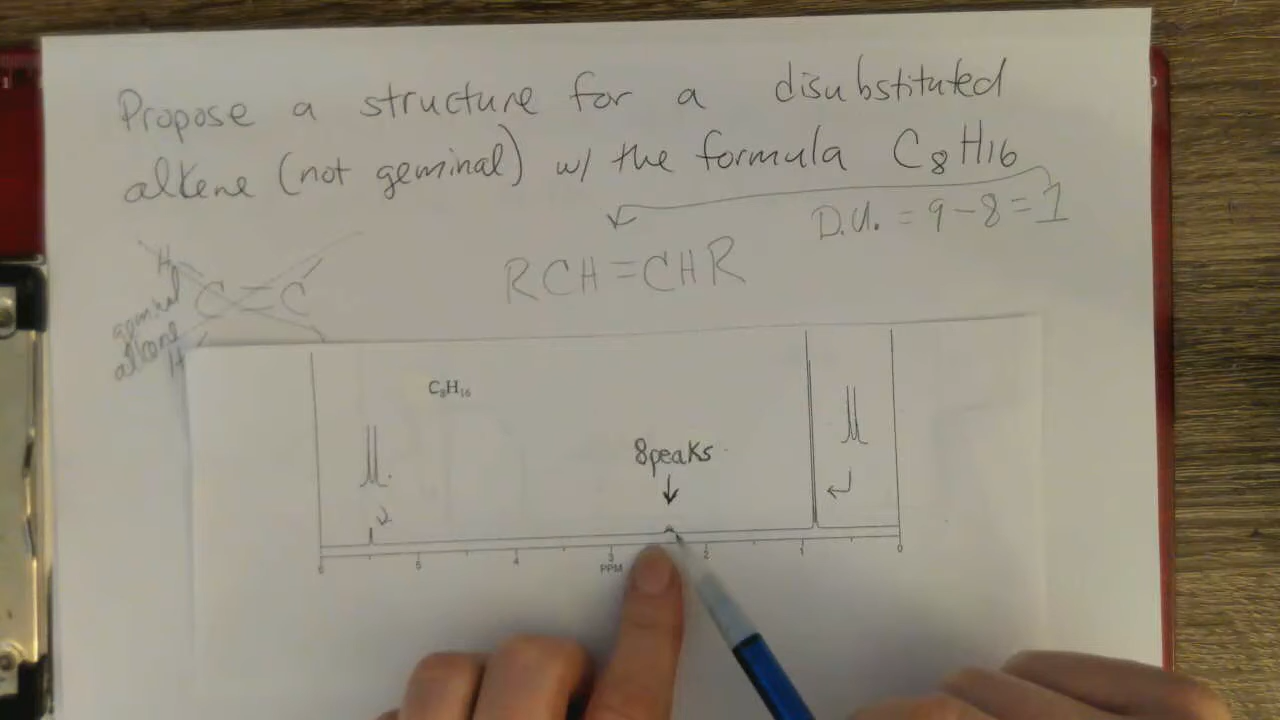 Propose a structure for a disubstituted
alkene (not geminal) w/ the formula C8H16
D.U. = 9-8=1
RCH=CHR
H
C=C
geminal
alkene
H
C8H16
8peaks
6 5 4 3 2 1 0
PPM